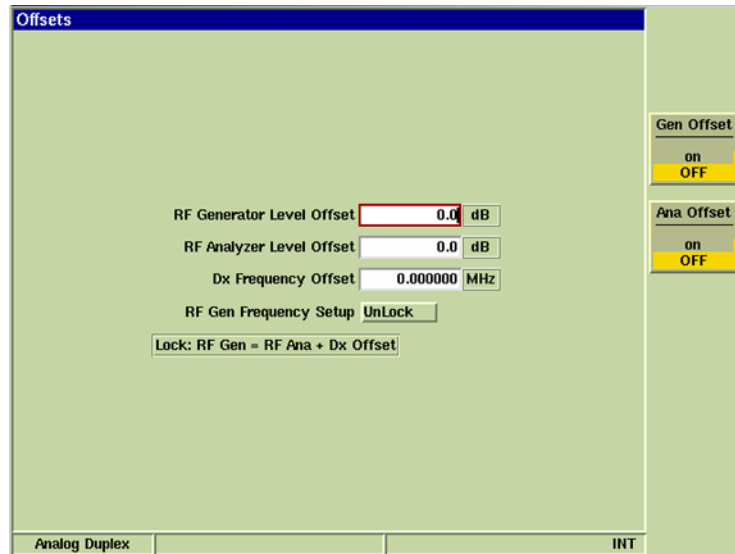 Offsets
Gen Offset
on
OFF
Ana Offset
on
OFF
RF Generator Level Offset 0.0 dB
RF Analyzer Level Offset 0.0 dB
Dx Frequency Offset 0.000000 MHz
RF Gen Frequency Setup UnLock
Lock: RF Gen = RF Ana + Dx Offset
Analog Duplex INT